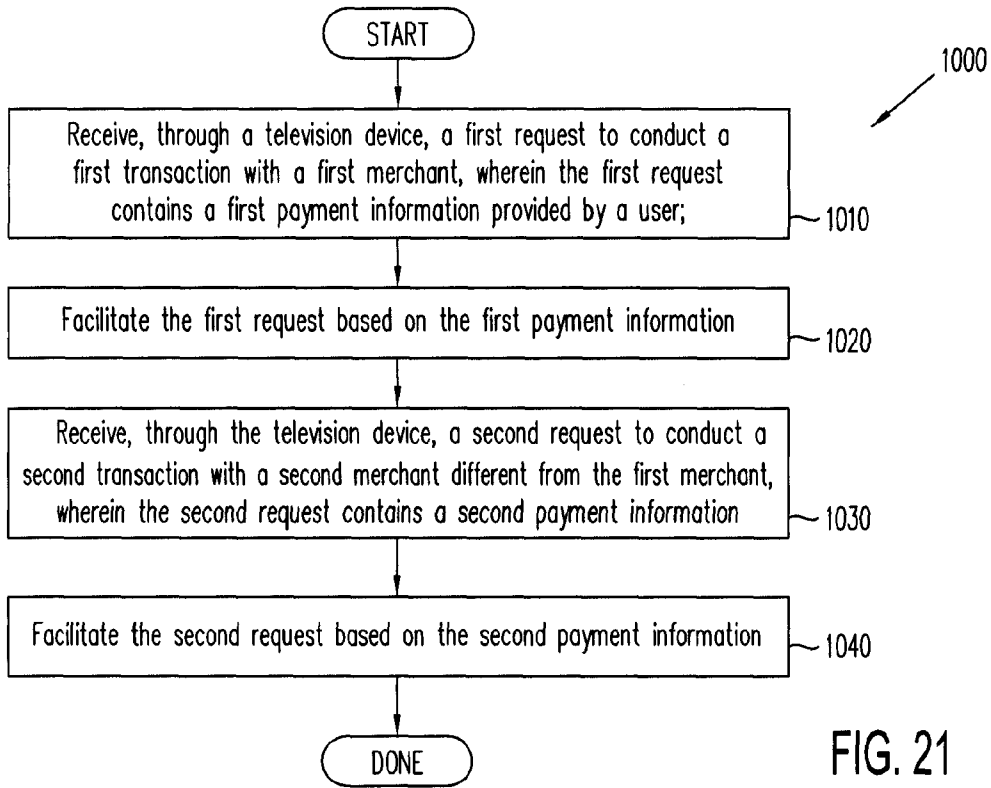 START
1000
Receive, through a television device, a first request to conduct a
first transaction with a first merchant, wherein the first request
contains a first payment information provided by a user;
1010
Facilitate the first request based on the first payment information
1020
Receive, through the television device, a second request to conduct a
second transaction with a second merchant different from the first merchant,
wherein the second request contains a second payment information
1030
Facilitate the second request based on the second payment information
1040
DONE
FIG. 21